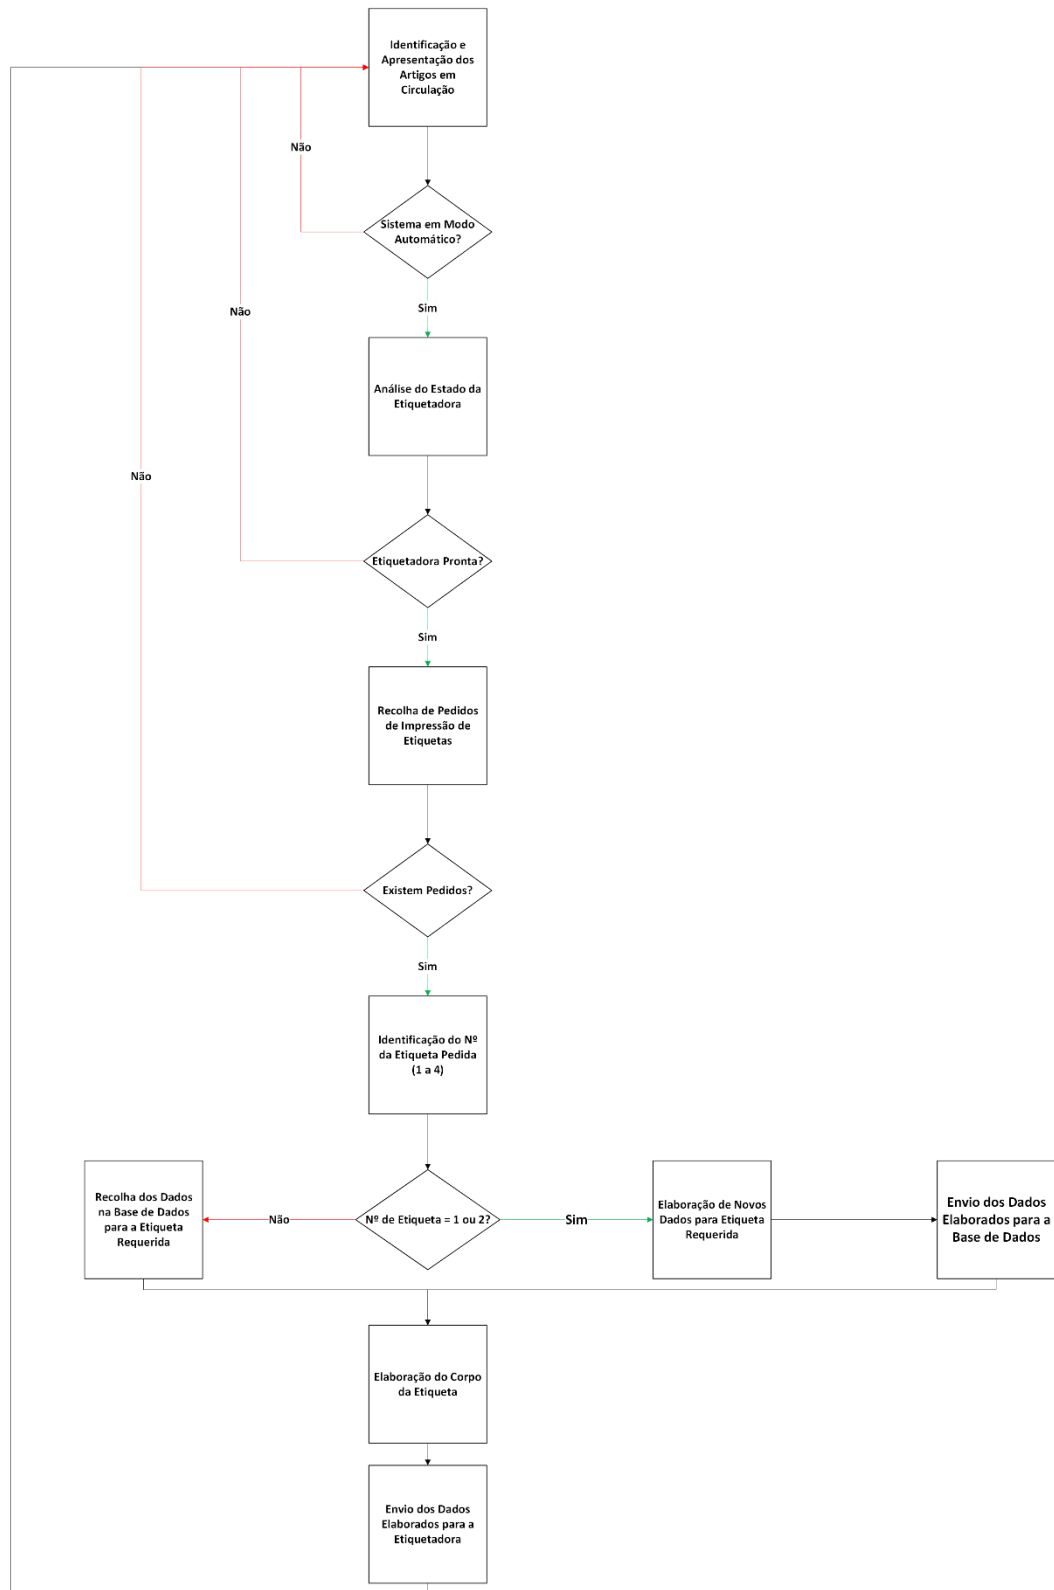 Identificação e
Apresentação dos
Artigos em
Circulação
Não
Sistema em Modo
Automático?
Sim
Não
Análise do Estado da
Etiquetadora
Não
Etiquetadora Pronta?
Sim
Recolha de Pedidos
de Impressão de
Etiquetas
Existem Pedidos?
Sim
Identificação do Nº
da Etiqueta Pedida
(1 a 4)
Recolha dos Dados
na Base de Dados
para a Etiqueta
Requerida
Não
Nº de Etiqueta = 1 ou 2?
Sim
Elaboração de Novos
Dados para Etiqueta
Requerida
Envio dos Dados
Elaborados para a
Base de Dados
Elaboração do Corpo
da Etiqueta
Envio dos Dados
Elaborados para a
Etiquetadora